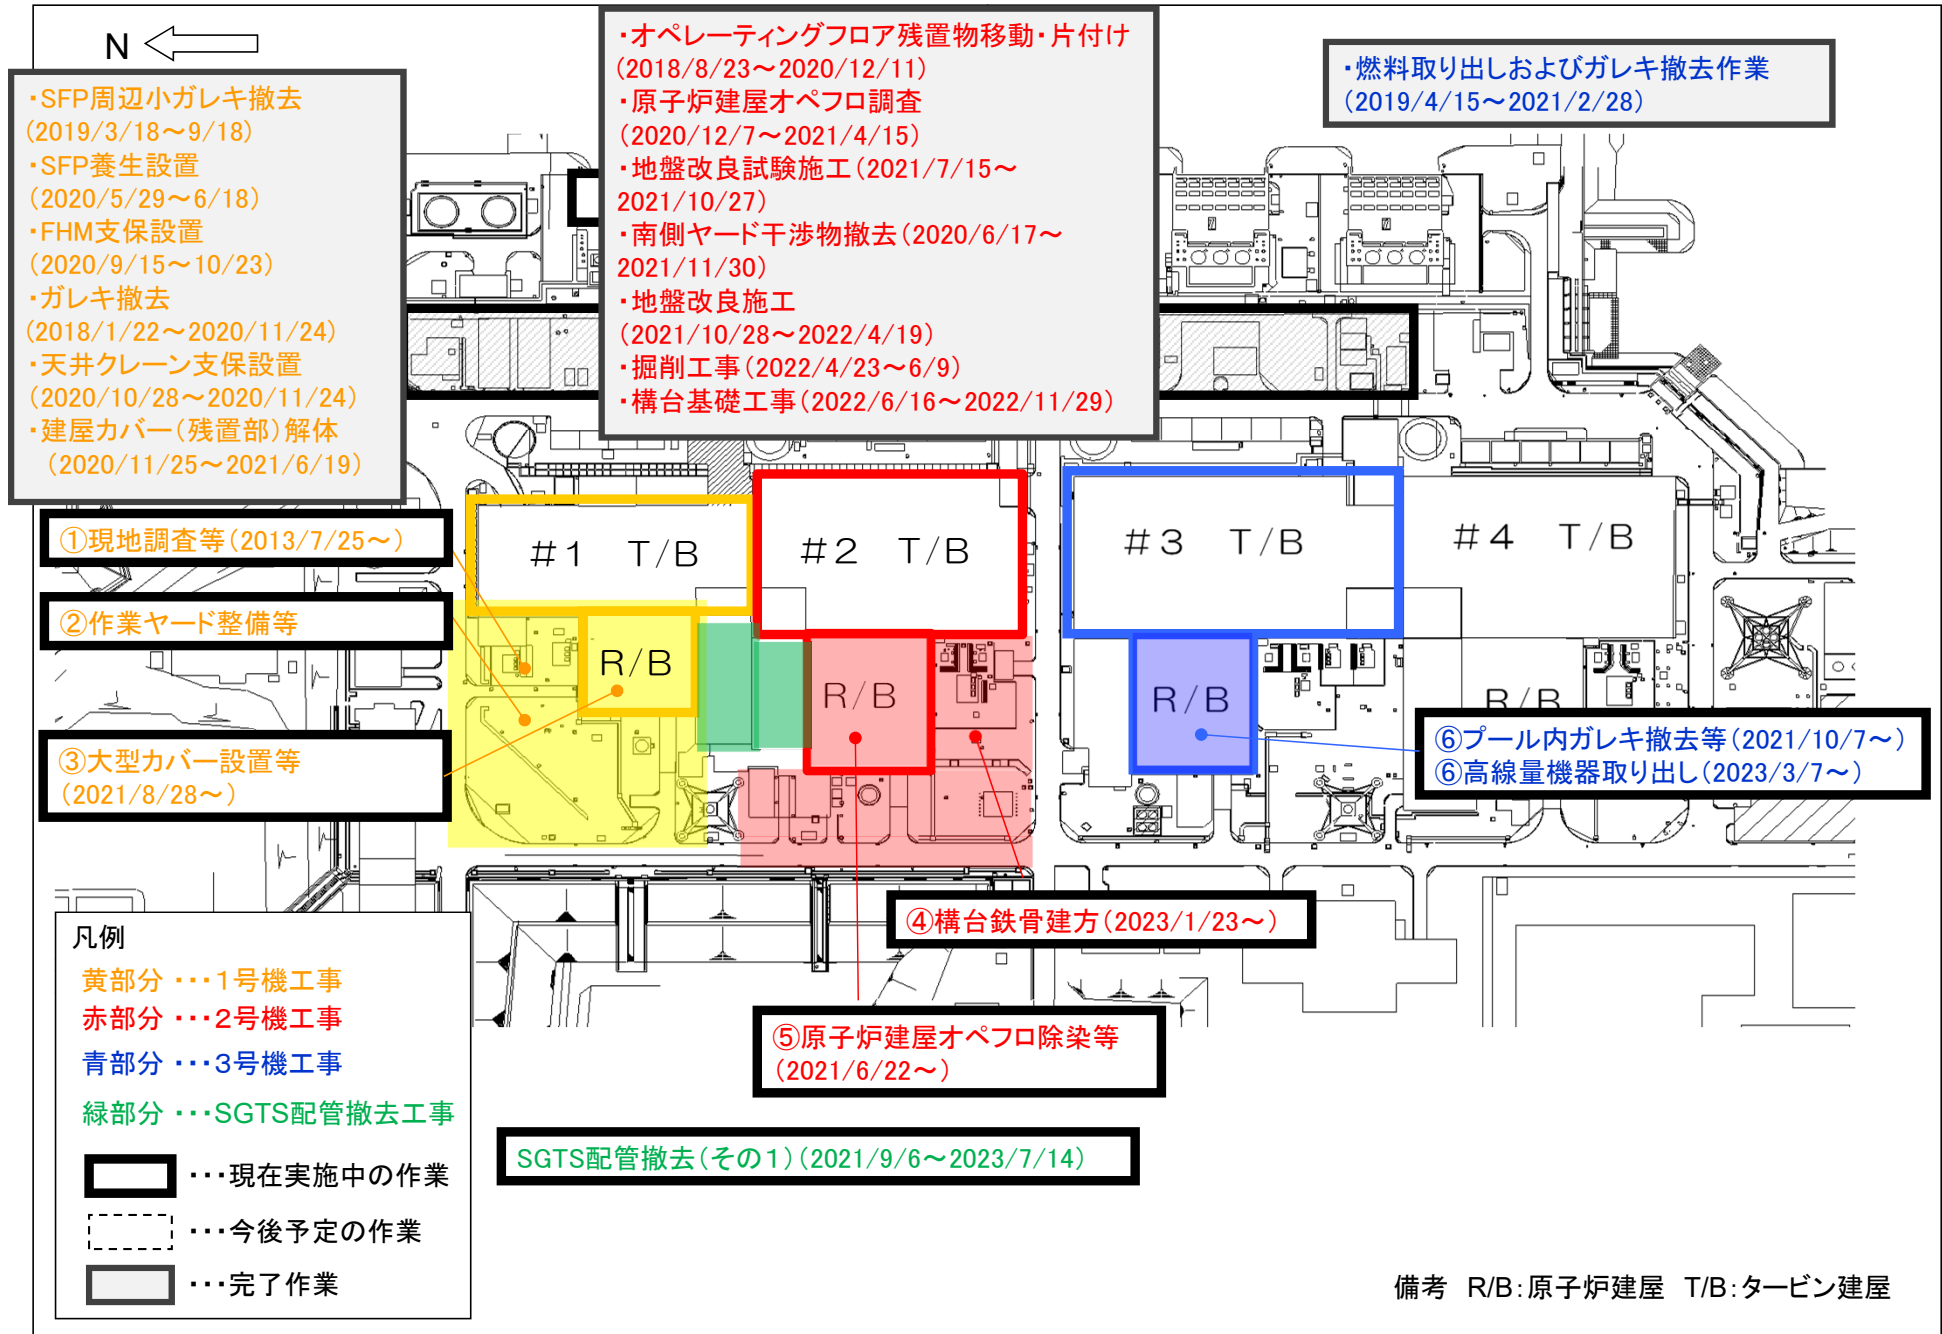 N
・SFP周辺小ガレキ撤去
(2019/3/18～9/18)
・SFP養生設置
(2020/5/29～6/18)
・FHM支保設置
(2020/9/15～10/23)
・ガレキ撤去
(2018/1/22～2020/11/24)
・天井クレーン支保設置
(2020/10/28～2020/11/24)
・建屋カバー(残置部)解体
(2020/11/25～2021/6/19)
・オペレーティングフロア残置物移動・片付け
(2018/8/23～2020/12/11)
・原子炉建屋オペフロ調査
(2020/12/7～2021/4/15)
・地盤改良試験施工(2021/7/15～
2021/10/27)
・南側ヤード干渉物撤去(2020/6/17～
2021/11/30)
・地盤改良施工
(2021/10/28～2022/4/19)
・掘削工事(2022/4/23～6/9)
・構台基礎工事(2022/6/16～2022/11/29)
・燃料取り出しおよびガレキ撤去作業
(2019/4/15～2021/2/28)
①現地調査等(2013/7/25～)
②作業ヤード整備等
③大型カバー設置等
(2021/8/28～)
#1 T/B
#2 T/B
#3 T/B
#4 T/B
R/B
R/B
R/B
R/B
⑥プール内ガレキ撤去等(2021/10/7～)
⑥高線量機器取り出し(2023/3/7～)
④構台鉄骨建方(2023/1/23～)
⑤原子炉建屋オペフロ除染等
(2021/6/22～)
SGTS配管撤去(その1)(2021/9/6～2023/7/14)
凡例
黄部分 ・・・1号機工事
赤部分 ・・・2号機工事
青部分 ・・・3号機工事
緑部分 ・・・SGTS配管撤去工事
・・・現在実施中の作業
・・・今後予定の作業
・・・完了作業
備考 R/B:原子炉建屋 T/B:タービン建屋